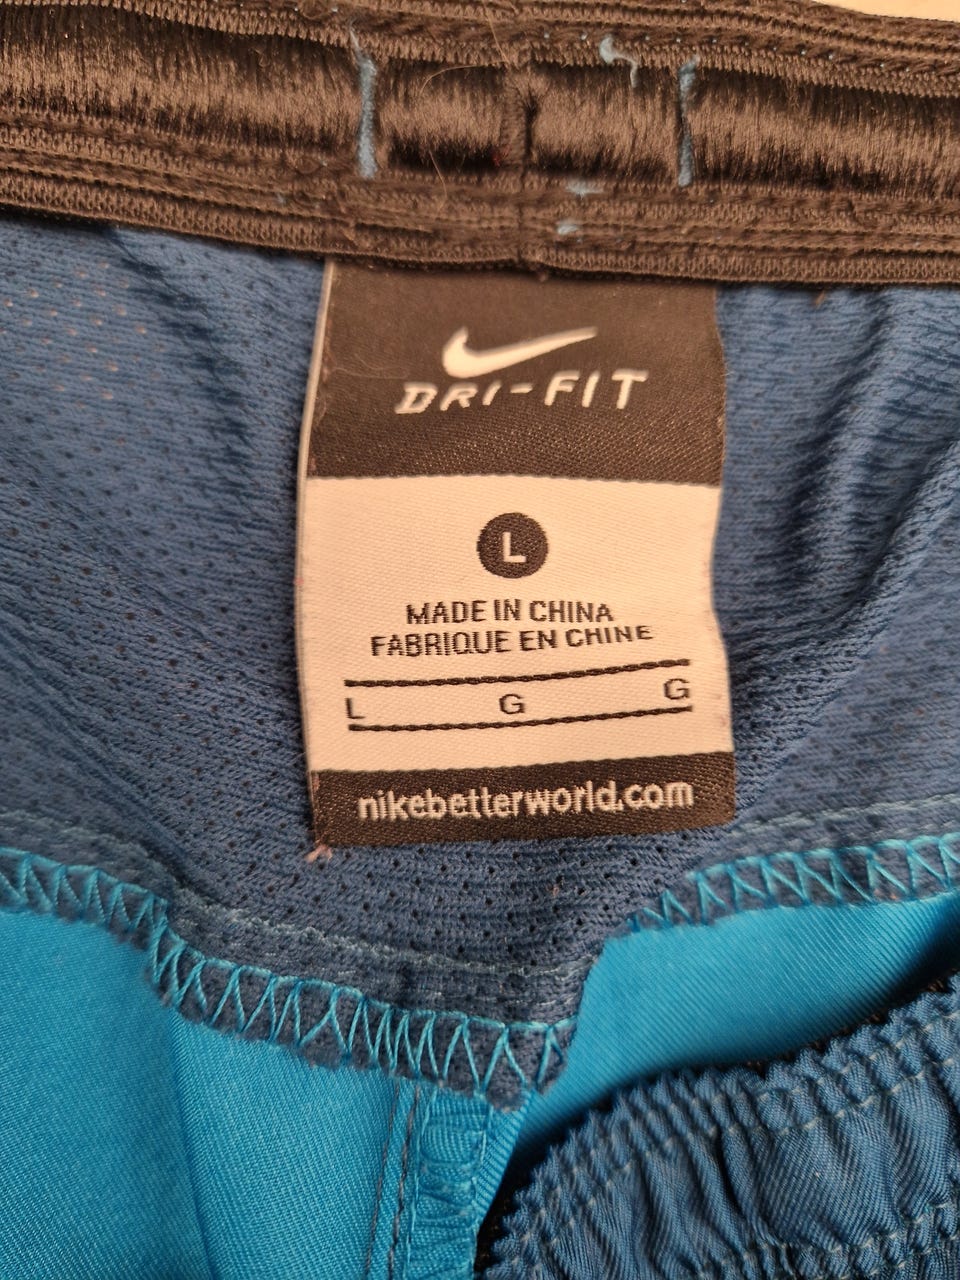 DRI-FIT
L
MADE IN CHINA
FABRIQUE EN CHINE
L G G
nikebetterworld.com